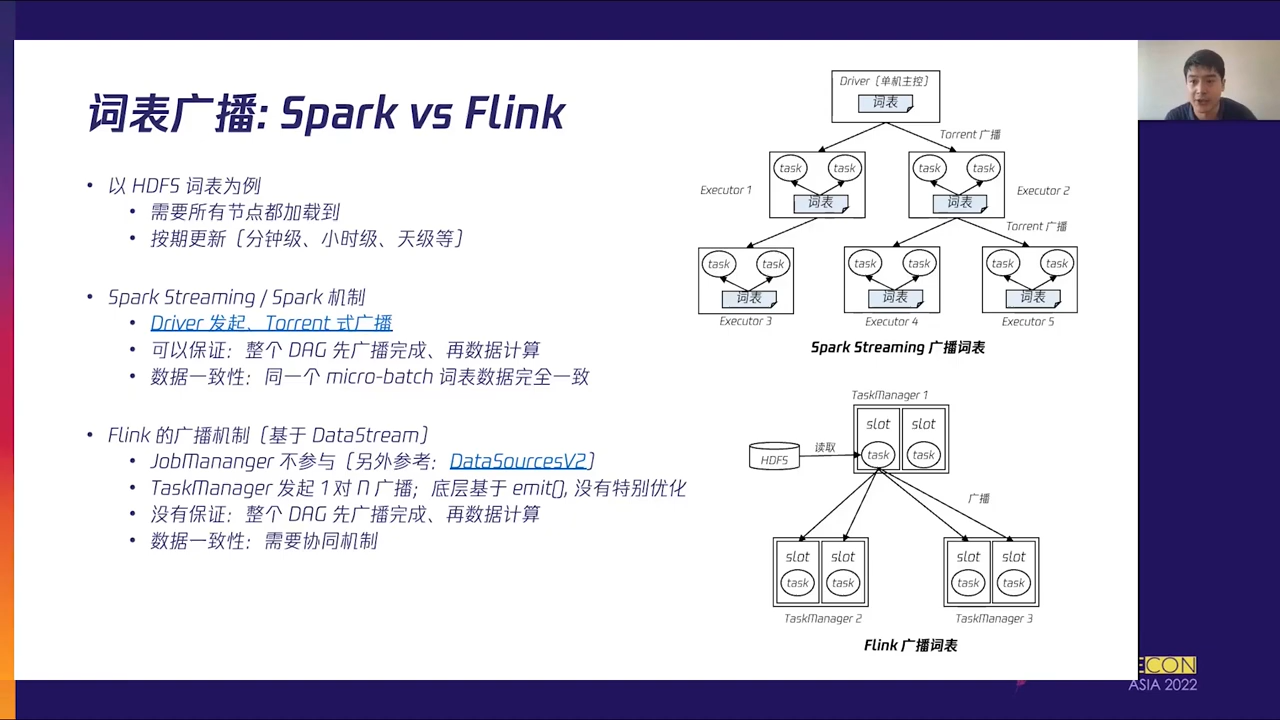 词表广播: Spark vs Flink
• 以 HDFS 词表为例
• 需要所有节点都加载到
• 按期更新〔分钟级、小时级、天级等〕
• Spark Streaming / Spark 机制
• Driver 发起、Torrent 式广播
• 可以保证：整个 DAG 先广播完成、再数据计算
• 数据一致性：同一个 micro-batch 词表数据完全一致
• Flink 的广播机制〔基于 DataStream〕
• JobMananger 不参与〔另外参考：DataSourcesV2〕
• TaskManager 发起 1 对 N 广播；底层基于 emit(), 没有特别优化
• 没有保证：整个 DAG 先广播完成、再数据计算
• 数据一致性：需要协同机制
Driver〔单机主控〕
词表
Torrent 广播
task task
task task
Executor 1
词表
词表
Executor 2
Torrent 广播
task task
task task
task task
词表
词表
词表
Executor 3
Executor 4
Executor 5
Spark Streaming 广播词表
TaskManager 1
slot slot
HDFS
读取
task task
广播
slot slot
slot slot
task task
task task
TaskManager 2
TaskManager 3
Flink 广播词表
ECON
ASIA 2022